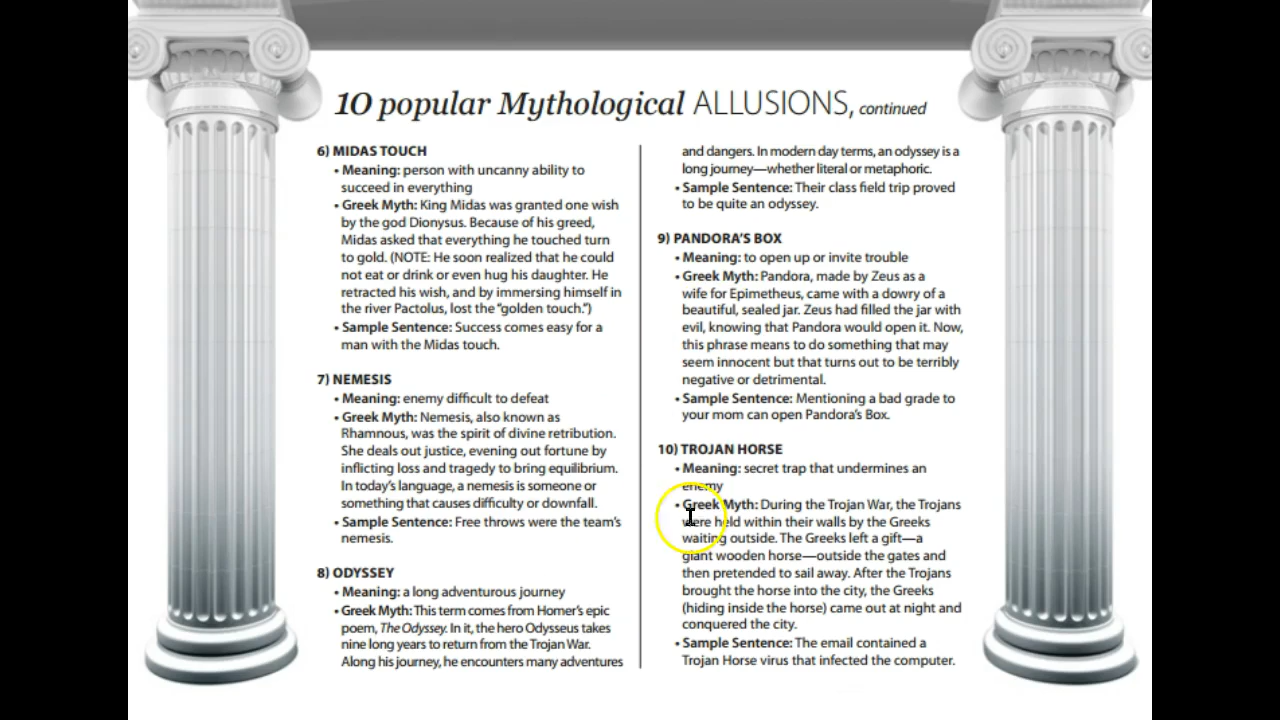 10 popular Mythological ALLUSIONS, continued
6) MIDAS TOUCH
• Meaning: person with uncanny ability to
succeed in everything
• Greek Myth: King Midas was granted one wish
by the god Dionysus. Because of his greed,
Midas asked that everything he touched turn
to gold. (NOTE: He soon realized that he could
not eat or drink or even hug his daughter. He
retracted his wish, and by immersing himself in
the river Pactolus, lost the “golden touch.”)
• Sample Sentence: Success comes easy for a
man with the Midas touch.
7) NEMESIS
• Meaning: enemy difficult to defeat
• Greek Myth: Nemesis, also known as
Rhamnous, was the spirit of divine retribution.
She deals out justice, evening out fortune by
inflicting loss and tragedy to bring equilibrium.
In today’s language, a nemesis is someone or
something that causes difficulty or downfall.
• Sample Sentence: Free throws were the team’s
nemesis.
8) ODYSSEY
• Meaning: a long adventurous journey
• Greek Myth: This term comes from Homer’s epic
poem, The Odyssey. In it, the hero Odysseus takes
nine long years to return from the Trojan War.
Along his journey, he encounters many adventures
and dangers. In modern day terms, an odyssey is a
long journey—whether literal or metaphoric.
• Sample Sentence: Their class field trip proved
to be quite an odyssey.
9) PANDORA’S BOX
• Meaning: to open up or invite trouble
• Greek Myth: Pandora, made by Zeus as a
wife for Epimetheus, came with a dowry of a
beautiful, sealed jar. Zeus had filled the jar with
evil, knowing that Pandora would open it. Now,
this phrase means to do something that may
seem innocent but that turns out to be terribly
negative or detrimental.
• Sample Sentence: Mentioning a bad grade to
your mom can open Pandora’s Box.
10) TROJAN HORSE
• Meaning: secret trap that undermines an
enemy
• Greek Myth: During the Trojan War, the Trojans
were held within their walls by the Greeks
waiting outside. The Greeks left a gift—a
giant wooden horse—outside the gates and
then pretended to sail away. After the Trojans
brought the horse into the city, the Greeks
(hiding inside the horse) came out at night and
conquered the city.
• Sample Sentence: The email contained a
Trojan Horse virus that infected the computer.